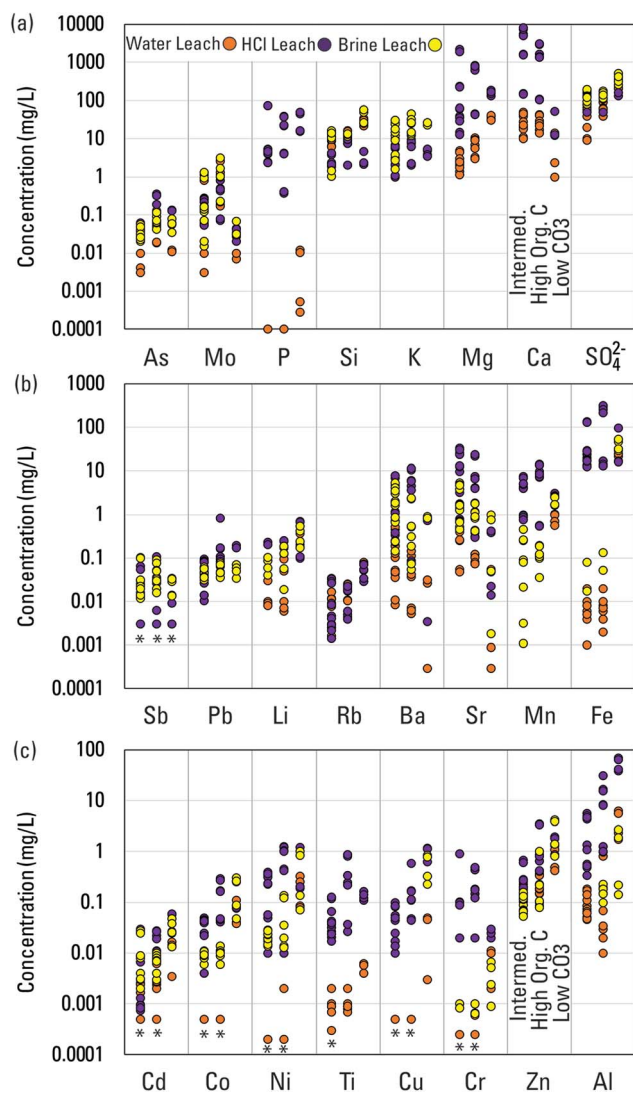 (a)
Water Leach HCl Leach Brine Leach
Concentration (mg/L)
10000
1000
100
10
1
0.1
0.01
0.001
0.0001
Intermed.
High Org. C
Low CO3
As Mo P Si K Mg Ca SO₄²⁻
(b)
Concentration (mg/L)
1000
100
10
1
0.1
0.01
0.001
0.0001
* * *
Sb Pb Li Rb Ba Sr Mn Fe
(c)
Concentration (mg/L)
100
10
1
0.1
0.01
0.001
0.0001
* * * * * * * * * * *
Intermed.
High Org. C
Low CO3
Cd Co Ni Ti Cu Cr Zn Al